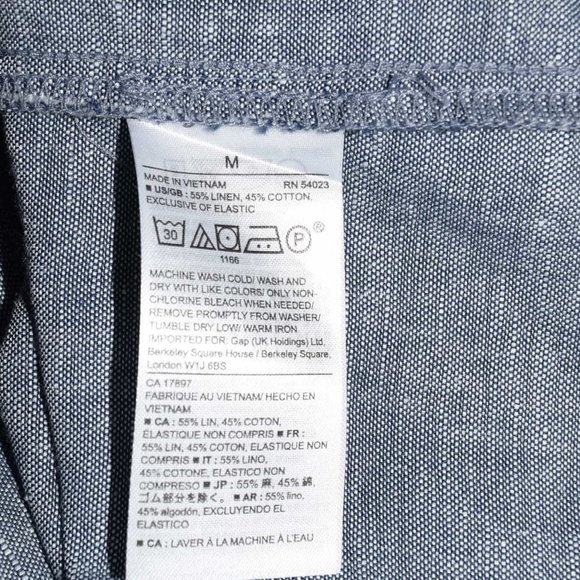 M
MADE IN VIETNAM RN 54023
■ US/GB : 55% LINEN, 45% COTTON,
EXCLUSIVE OF ELASTIC
30 P ®
1166
MACHINE WASH COLD/ WASH AND
DRY WITH LIKE COLORS/ ONLY NON-
CHLORINE BLEACH WHEN NEEDED/
REMOVE PROMPTLY FROM WASHER/
TUMBLE DRY LOW/ WARM IRON
IMPORTED FOR: Gap (UK Holdings) Ltd,
Berkeley Square House / Berkeley Square,
London W1J 6BS
CA 17897
FABRIQUE AU VIETNAM/ HECHO EN
VIETNAM
■ CA : 55% LIN, 45% COTON,
ELASTIQUE NON COMPRIS ■ FR :
55% LIN, 45% COTON, ELASTIQUE NON
COMPRIS ■ IT : 55% LINO,
45% COTONE, ELASTICO NON
COMPRESO ■ JP : 55% 麻, 45% 綿,
ゴム部分を除く。 ■ AR : 55% lino,
45% algodón, EXCLUYENDO EL
ELASTICO
■ CA : LAVER À LA MACHINE À L'EAU